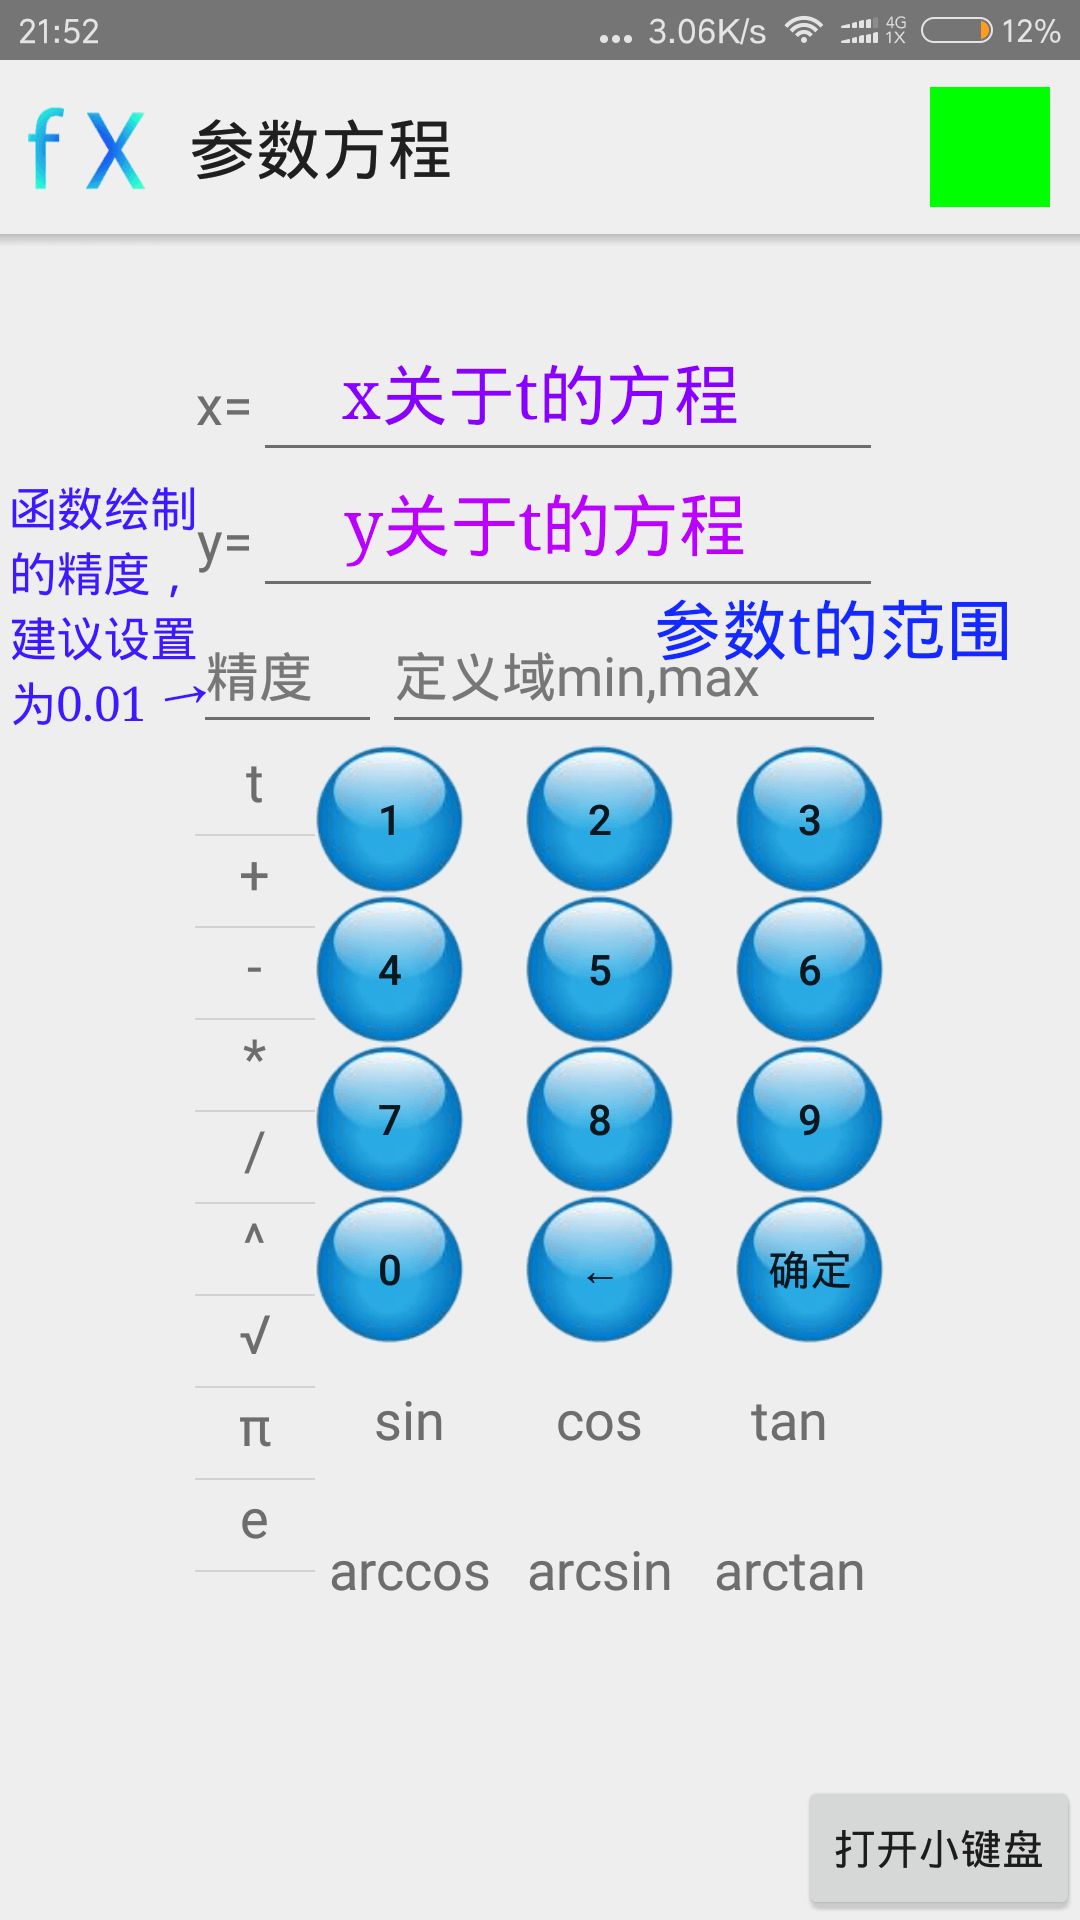 21:52 ... 3.06K/s 4G 1X 12%
f X 参数方程
x= x关于t的方程
函数绘制
的精度，
建议设置
为0.01 →
y= y关于t的方程
参数t的范围
精度 定义域min,max
t
+
-
*
/
^
√
π
e
1 2 3
4 5 6
7 8 9
0 ← 确定
sin cos tan
arccos arcsin arctan
打开小键盘